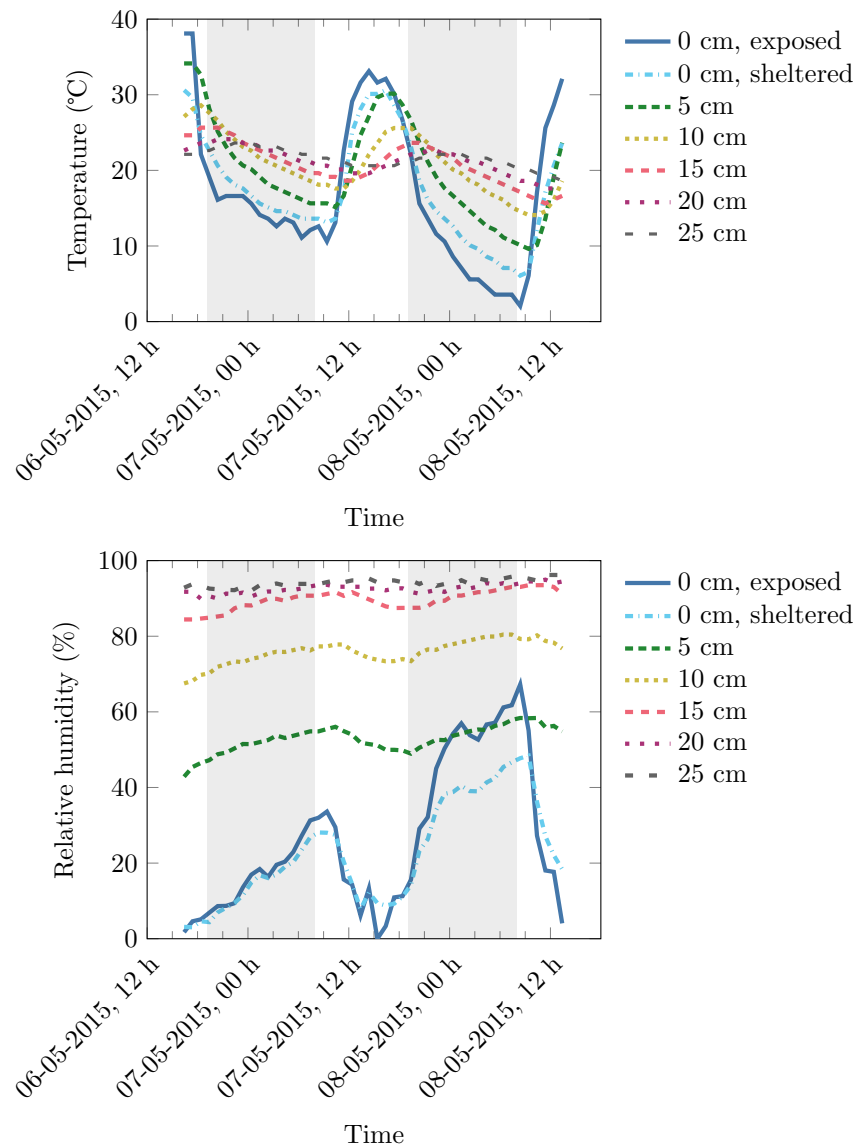 40
30
20
10
0
Temperature (°C)
06-05-2015, 12 h
07-05-2015, 00 h
07-05-2015, 12 h
08-05-2015, 00 h
08-05-2015, 12 h
Time
0 cm, exposed
0 cm, sheltered
5 cm
10 cm
15 cm
20 cm
25 cm
100
80
60
40
20
0
Relative humidity (%)
06-05-2015, 12 h
07-05-2015, 00 h
07-05-2015, 12 h
08-05-2015, 00 h
08-05-2015, 12 h
Time
0 cm, exposed
0 cm, sheltered
5 cm
10 cm
15 cm
20 cm
25 cm